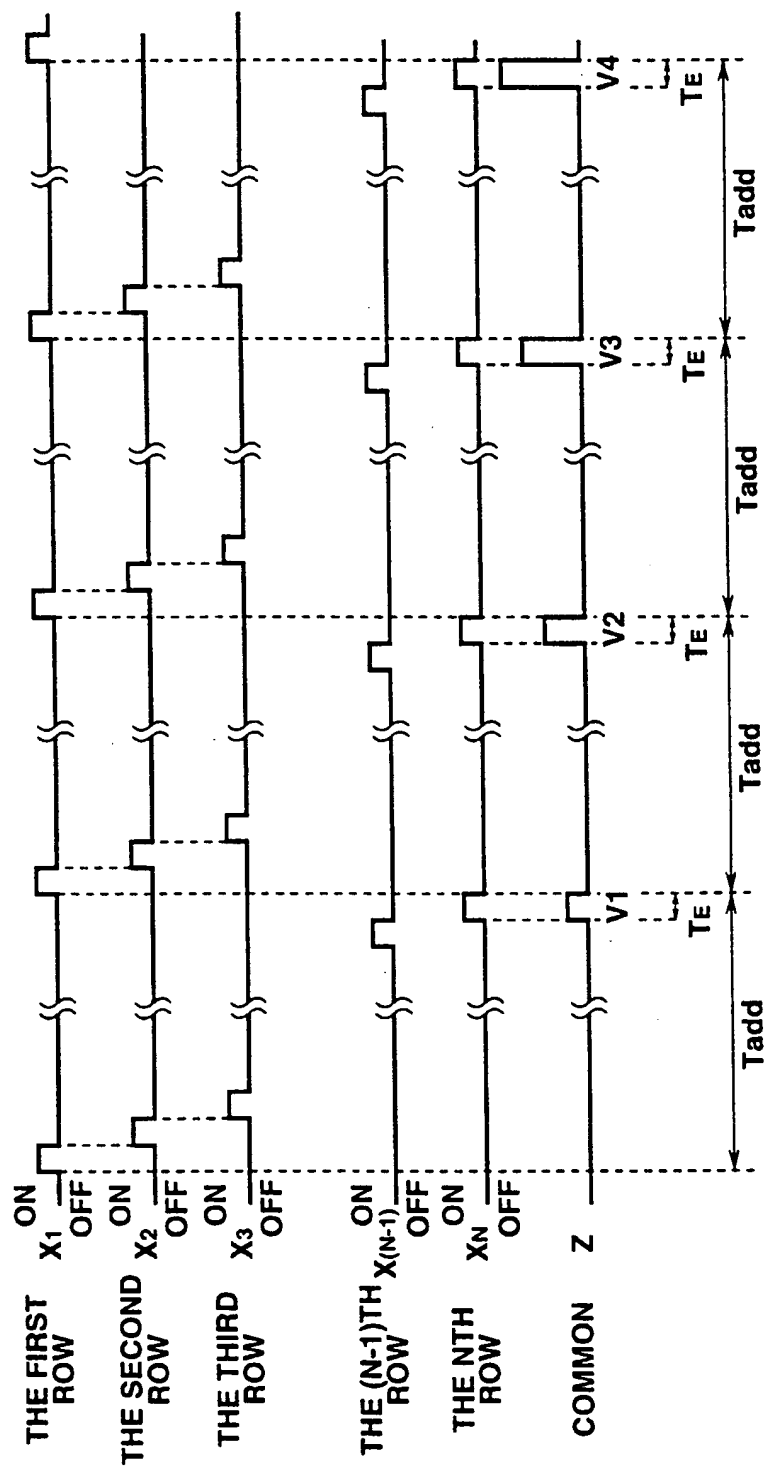 THE FIRST
ROW
X1
ON
OFF
THE SECOND
ROW
X2
ON
OFF
THE THIRD
ROW
X3
ON
OFF
THE (N-1)TH
ROW
X(N-1)
ON
OFF
THE NTH
ROW
XN
ON
OFF
COMMON
Z
V1
V2
V3
V4
TE
TE
TE
TE
Tadd
Tadd
Tadd
Tadd